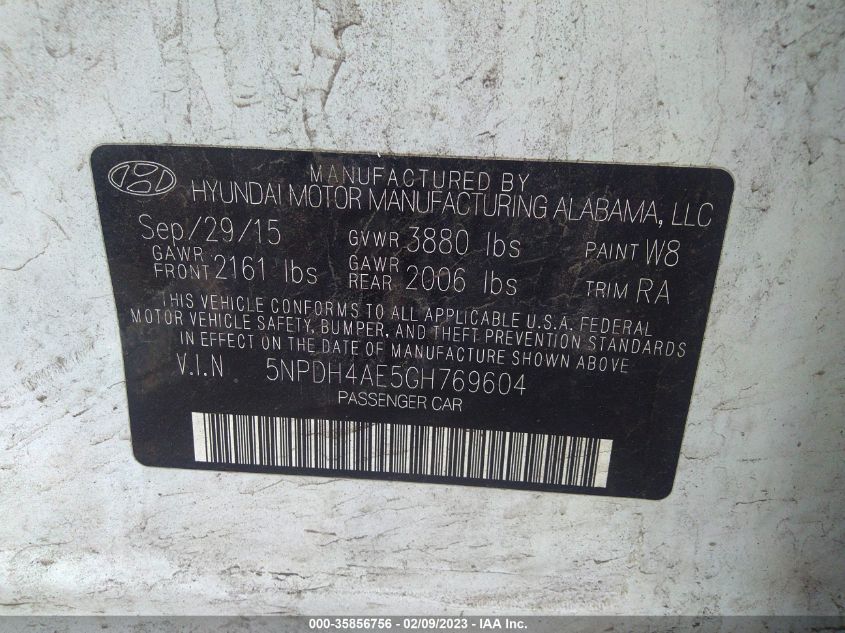 MANUFACTURED BY
HYUNDAI MOTOR MANUFACTURING ALABAMA, LLC
Sep/29/15 GVWR 3880 lbs PAINT W8
GAWR FRONT 2161 lbs GAWR REAR 2006 lbs TRIM RA
THIS VEHICLE CONFORMS TO ALL APPLICABLE U.S.A. FEDERAL
MOTOR VEHICLE SAFETY, BUMPER, AND THEFT PREVENTION STANDARDS
IN EFFECT ON THE DATE OF MANUFACTURE SHOWN ABOVE
V.I.N 5NPDH4AE5GH769604
PASSENGER CAR
000-35856756 - 02/09/2023 - IAA Inc.